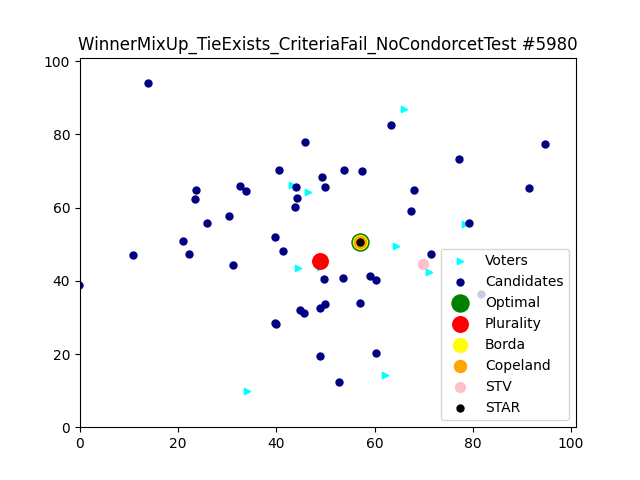 WinnerMixUp_TieExists_CriteriaFail_NoCondorcetTest #5980
100
80
60
40
20
0
0 20 40 60 80 100
Voters
Candidates
Optimal
Plurality
Borda
Copeland
STV
STAR